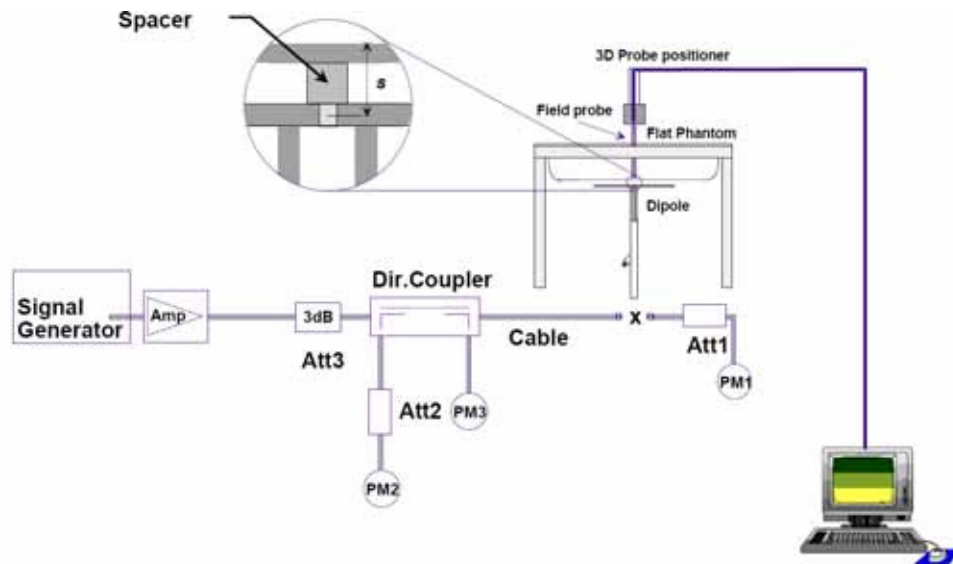 Spacer
s
3D Probe positioner
Field probe
Flat Phantom
Dipole
Signal
Generator
Amp
3dB
Att3
Dir.Coupler
Att2
PM2
PM3
Cable
x
Att1
PM1